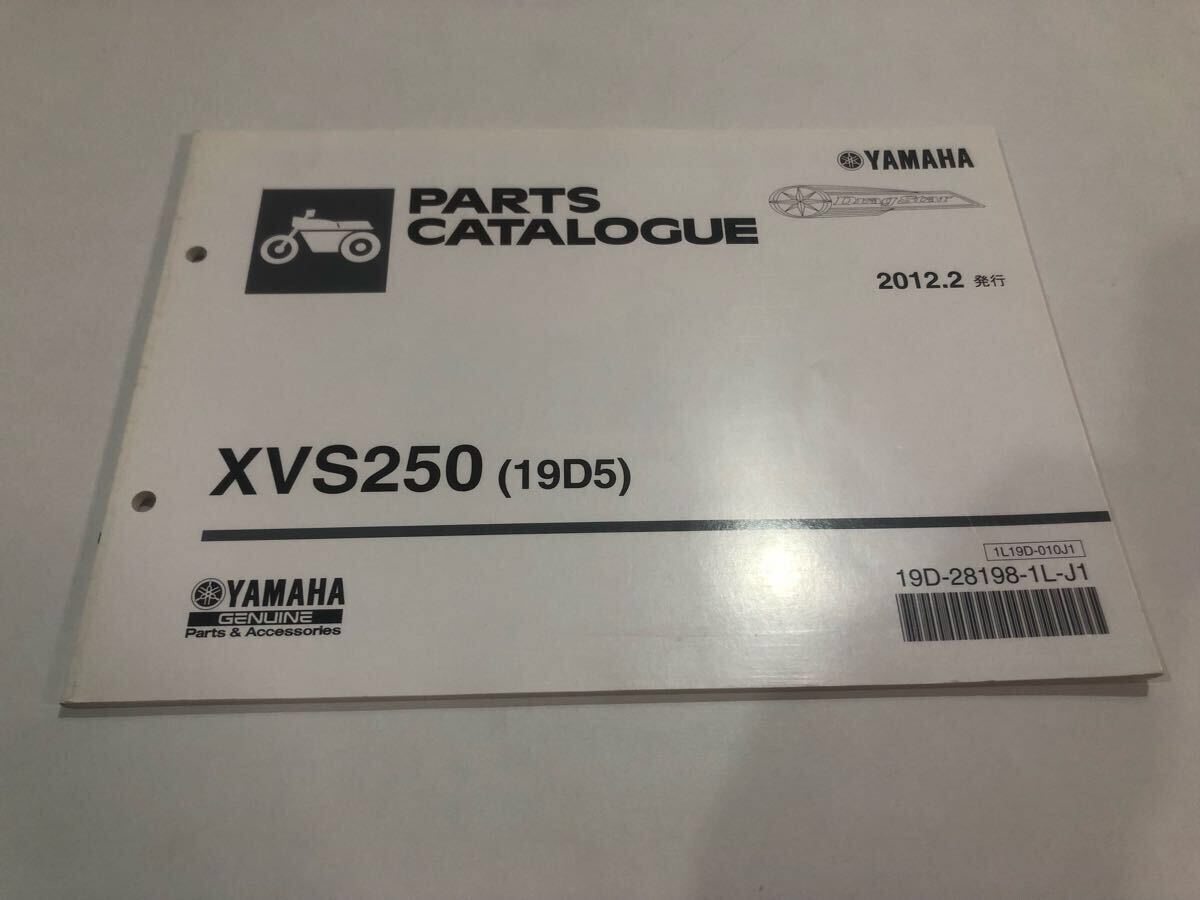 YAMAHA
PARTS
CATALOGUE
DragStar
2012.2 発行
XVS250 (19D5)
1L19D-010J1
19D-28198-1L-J1
YAMAHA
GENUINE
Parts & Accessories